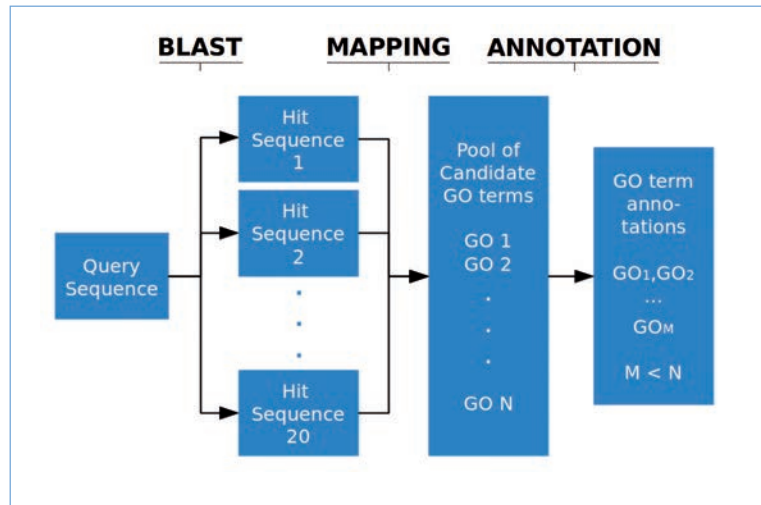 BLAST
MAPPING
ANNOTATION
Query
Sequence
Hit
Sequence
1
Hit
Sequence
2
.
.
.
Hit
Sequence
20
Pool of
Candidate
GO terms
GO 1
GO 2
.
.
.
GO N
GO term
anno-
tations
GO₁,GO₂
...
GOM
M < N